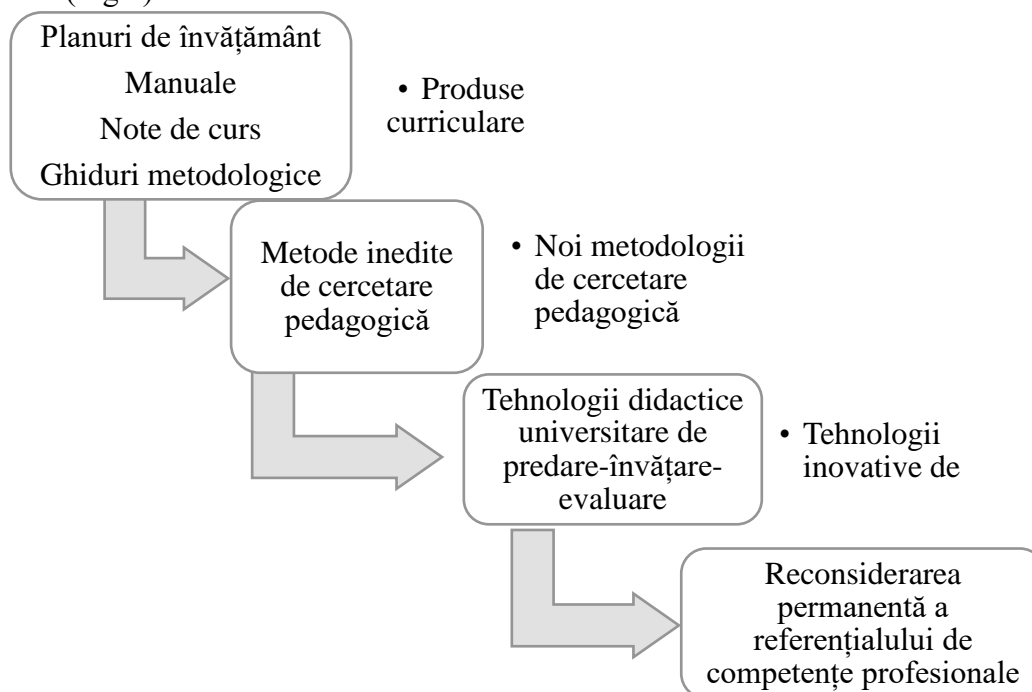 Planuri de învățământ
Manuale
Note de curs
Ghiduri metodologice
• Produse
curriculare
Metode inedite
de cercetare
pedagogică
• Noi metodologii
de cercetare
pedagogică
Tehnologii didactice
universitare de
predare-învățare-
evaluare
• Tehnologii
inovative de
Reconsiderarea
permanentă a
referențialului de
competențe profesionale